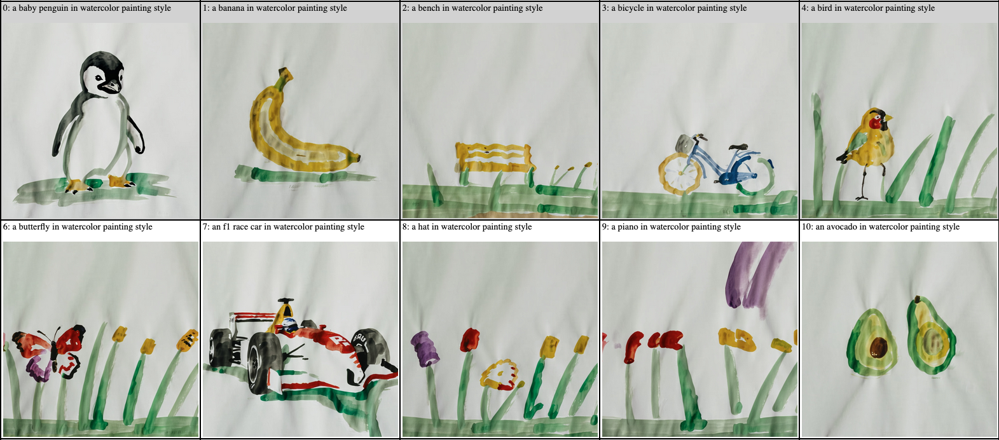 0: a baby penguin in watercolor painting style
1: a banana in watercolor painting style
2: a bench in watercolor painting style
3: a bicycle in watercolor painting style
4: a bird in watercolor painting style
6: a butterfly in watercolor painting style
7: an f1 race car in watercolor painting style
8: a hat in watercolor painting style
9: a piano in watercolor painting style
10: an avocado in watercolor painting style